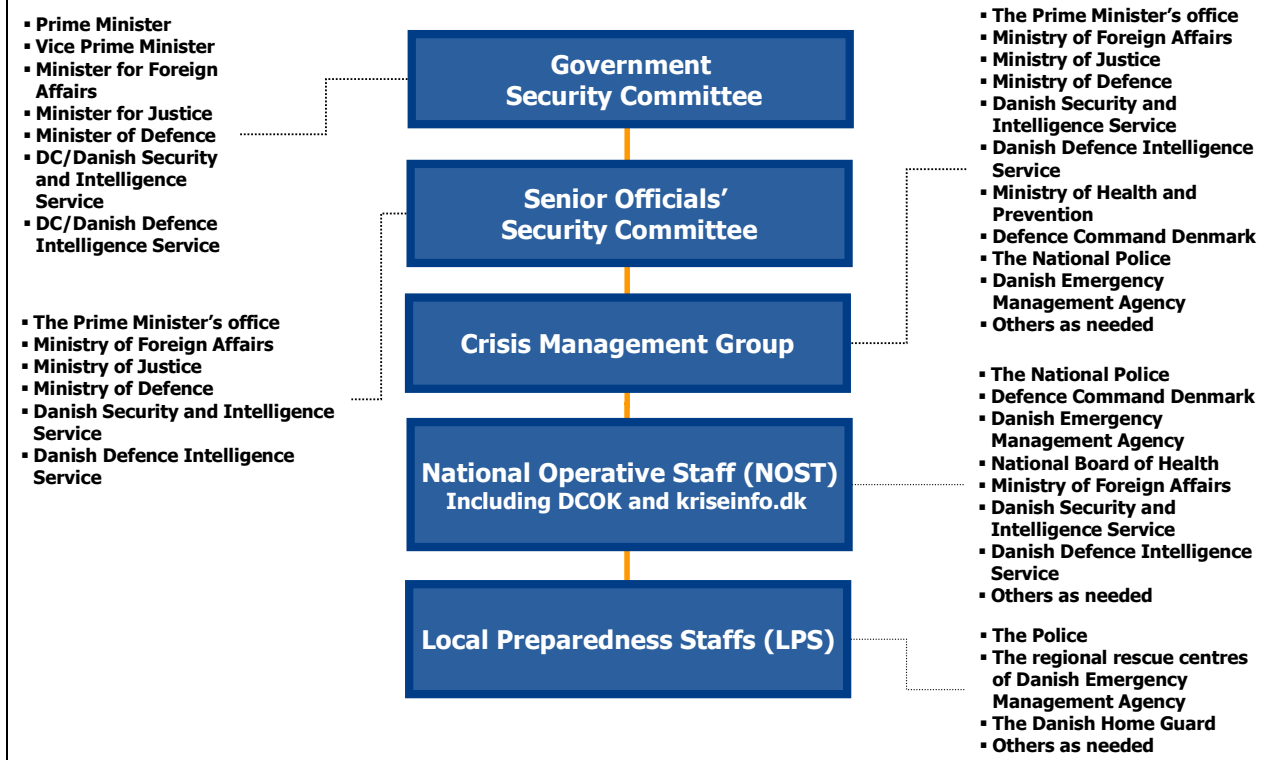 ▪ Prime Minister
▪ Vice Prime Minister
▪ Minister for Foreign
Affairs
▪ Minister for Justice
▪ Minister of Defence
▪ DC/Danish Security
and Intelligence
Service
▪ DC/Danish Defence
Intelligence Service
▪ The Prime Minister’s office
▪ Ministry of Foreign Affairs
▪ Ministry of Justice
▪ Ministry of Defence
▪ Danish Security and Intelligence
Service
▪ Danish Defence Intelligence
Service
Government
Security Committee
Senior Officials’
Security Committee
Crisis Management Group
National Operative Staff (NOST)
Including DCOK and kriseinfo.dk
Local Preparedness Staffs (LPS)
▪ The Prime Minister’s office
▪ Ministry of Foreign Affairs
▪ Ministry of Justice
▪ Ministry of Defence
▪ Danish Security and
Intelligence Service
▪ Danish Defence Intelligence
Service
▪ Ministry of Health and
Prevention
▪ Defence Command Denmark
▪ The National Police
▪ Danish Emergency
Management Agency
▪ Others as needed
▪ The National Police
▪ Defence Command Denmark
▪ Danish Emergency
Management Agency
▪ National Board of Health
▪ Ministry of Foreign Affairs
▪ Danish Security and
Intelligence Service
▪ Danish Defence Intelligence
Service
▪ Others as needed
▪ The Police
▪ The regional rescue centres
of Danish Emergency
Management Agency
▪ The Danish Home Guard
▪ Others as needed